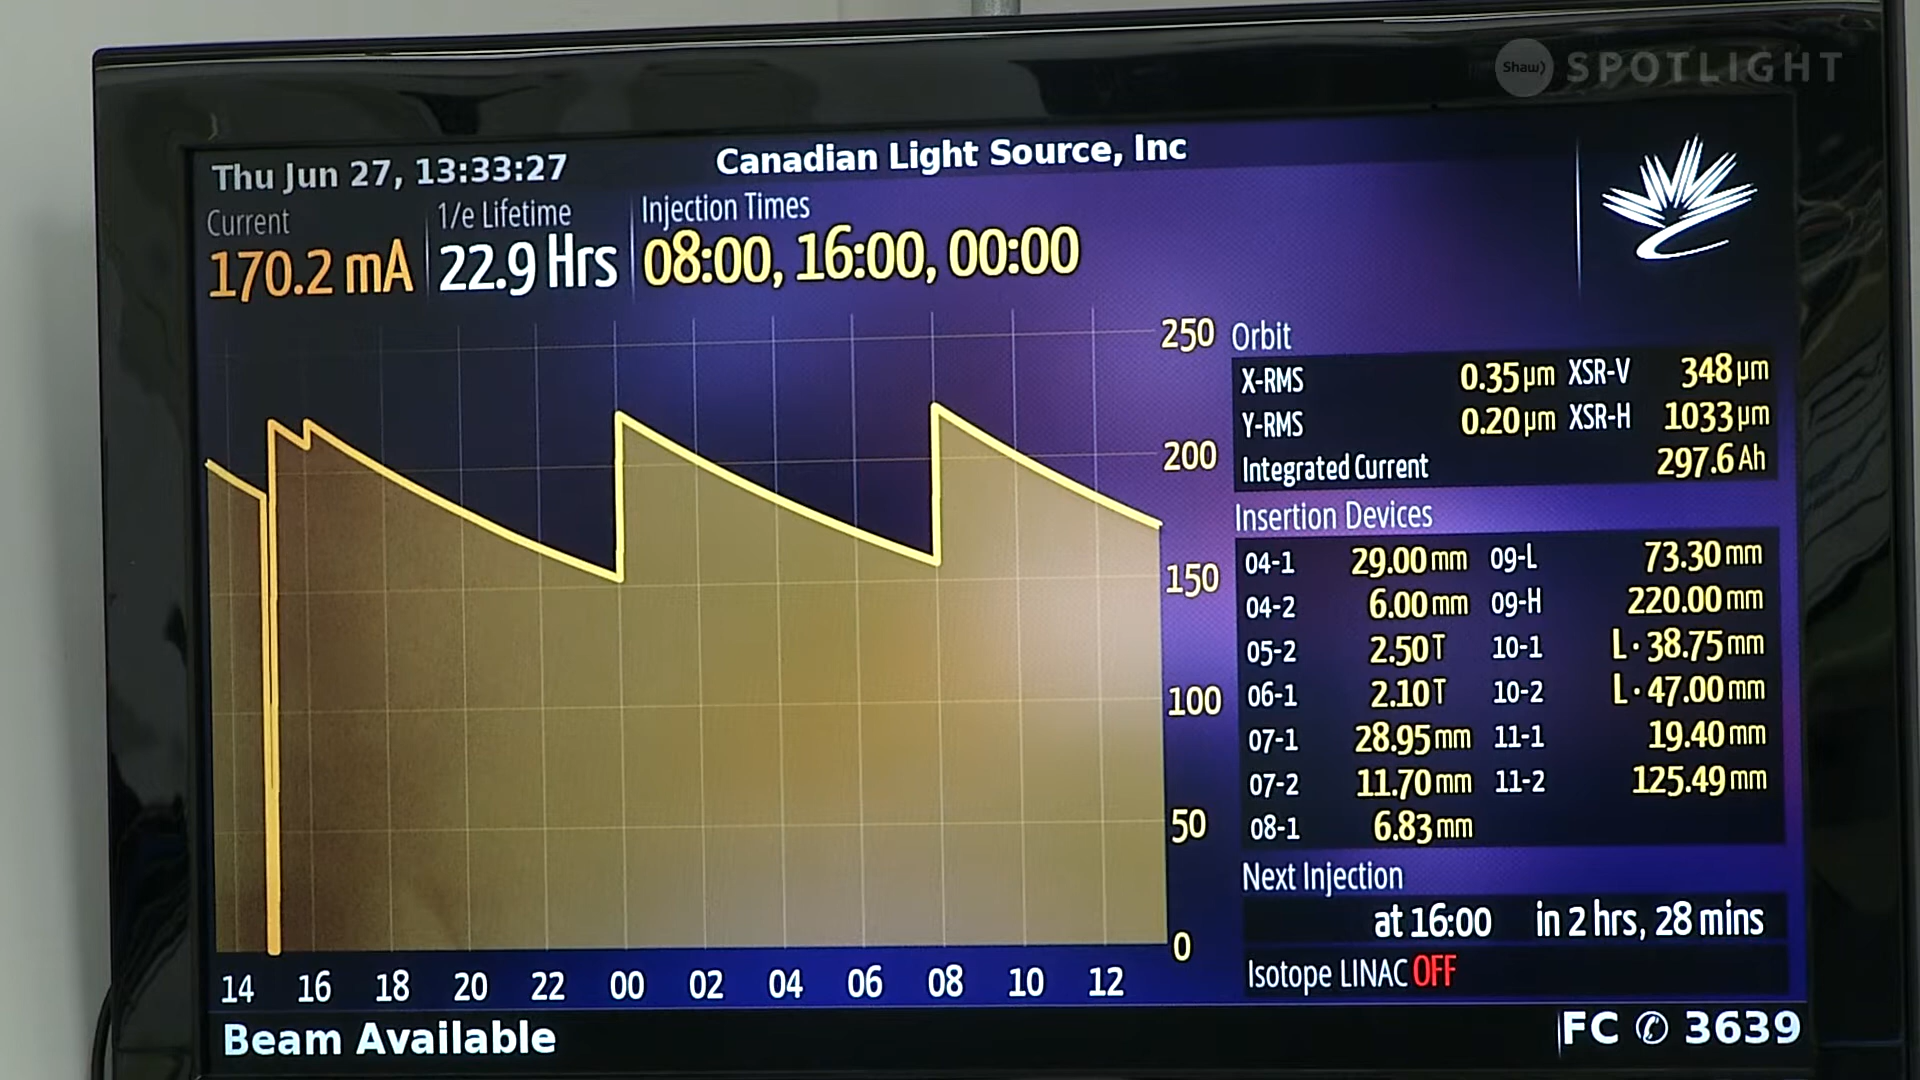 Shaw) SPOTLIGHT
Thu Jun 27, 13:33:27
Canadian Light Source, Inc
Current
170.2 mA
1/e Lifetime
22.9 Hrs
Injection Times
08:00, 16:00, 00:00
250
200
150
100
50
0
14 16 18 20 22 00 02 04 06 08 10 12
Orbit
X-RMS 0.35 µm XSR-V 348 µm
Y-RMS 0.20 µm XSR-H 1033 µm
Integrated Current 297.6 Ah
Insertion Devices
04-1 29.00 mm 09-L 73.30 mm
04-2 6.00 mm 09-H 220.00 mm
05-2 2.50 T 10-1 L · 38.75 mm
06-1 2.10 T 10-2 L · 47.00 mm
07-1 28.95 mm 11-1 19.40 mm
07-2 11.70 mm 11-2 125.49 mm
08-1 6.83 mm
Next Injection
at 16:00 in 2 hrs, 28 mins
Isotope LINAC OFF
Beam Available
FC ✆ 3639